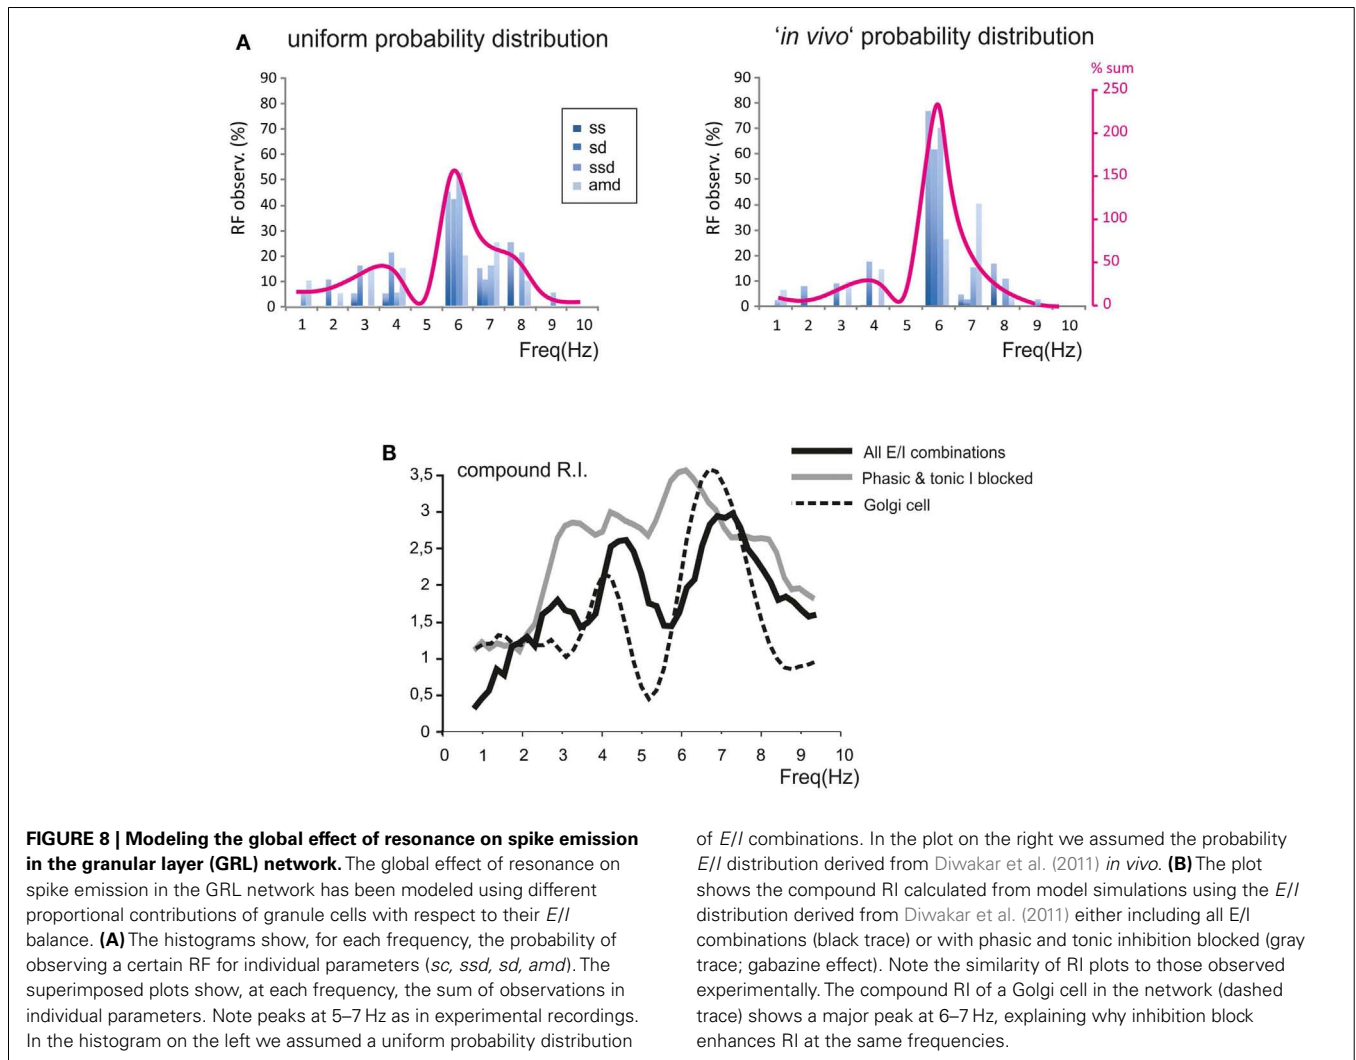 A
uniform probability distribution
'in vivo' probability distribution
RF observ. (%)
90
80
70
60
50
40
30
20
10
0
1 2 3 4 5 6 7 8 9 10
Freq(Hz)
ss
sd
ssd
amd
RF observ. (%)
90
80
70
60
50
40
30
20
10
0
1 2 3 4 5 6 7 8 9 10
Freq(Hz)
% sum
250
200
150
100
50
0
B
compound R.I.
3,5
3
2,5
2
1,5
1
0,5
0
0 1 2 3 4 5 6 7 8 9 10
Freq(Hz)
All E/I combinations
Phasic & tonic I blocked
Golgi cell
FIGURE 8 | Modeling the global effect of resonance on spike emission
in the granular layer (GRL) network. The global effect of resonance on
spike emission in the GRL network has been modeled using different
proportional contributions of granule cells with respect to their E/I
balance. (A) The histograms show, for each frequency, the probability of
observing a certain RF for individual parameters (sc, ssd, sd, amd). The
superimposed plots show, at each frequency, the sum of observations in
individual parameters. Note peaks at 5–7 Hz as in experimental recordings.
In the histogram on the left we assumed a uniform probability distribution
of E/I combinations. In the plot on the right we assumed the probability
E/I distribution derived from Diwakar et al. (2011) in vivo. (B) The plot
shows the compound RI calculated from model simulations using the E/I
distribution derived from Diwakar et al. (2011) either including all E/I
combinations (black trace) or with phasic and tonic inhibition blocked (gray
trace; gabazine effect). Note the similarity of RI plots to those observed
experimentally. The compound RI of a Golgi cell in the network (dashed
trace) shows a major peak at 6–7 Hz, explaining why inhibition block
enhances RI at the same frequencies.